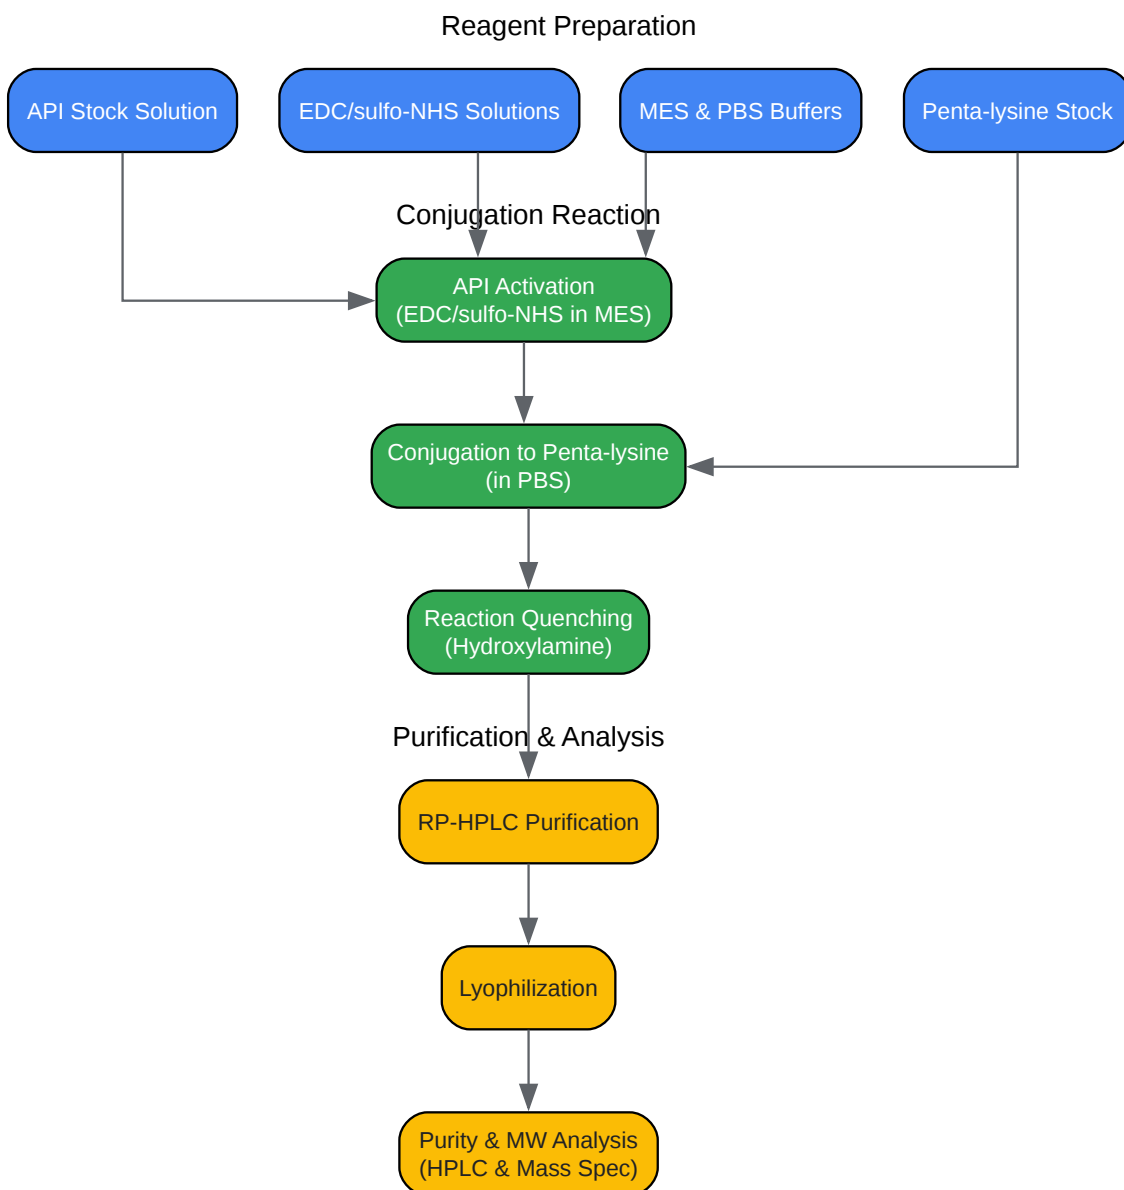 Reagent Preparation
API Stock Solution
EDC/sulfo-NHS Solutions
MES & PBS Buffers
Penta-lysine Stock
Conjugation Reaction
API Activation
(EDC/sulfo-NHS in MES)
Conjugation to Penta-lysine
(in PBS)
Reaction Quenching
(Hydroxylamine)
Purification & Analysis
RP-HPLC Purification
Lyophilization
Purity & MW Analysis
(HPLC & Mass Spec)